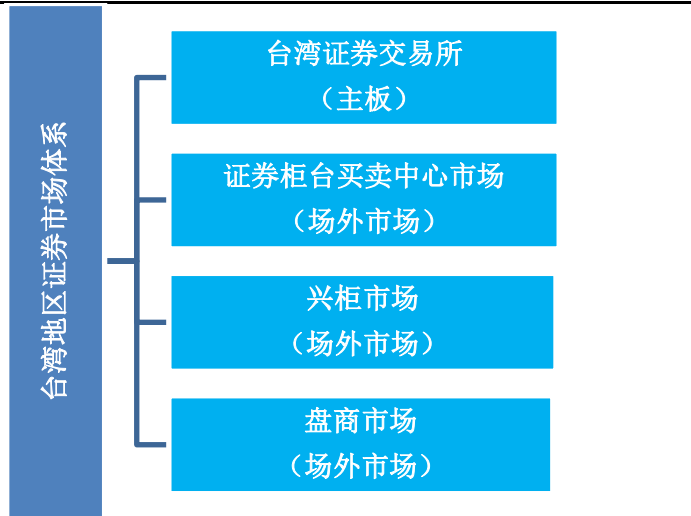 台湾地区证券市场体系
台湾证券交易所
（主板）
证券柜台买卖中心市场
（场外市场）
兴柜市场
（场外市场）
盘商市场
（场外市场）